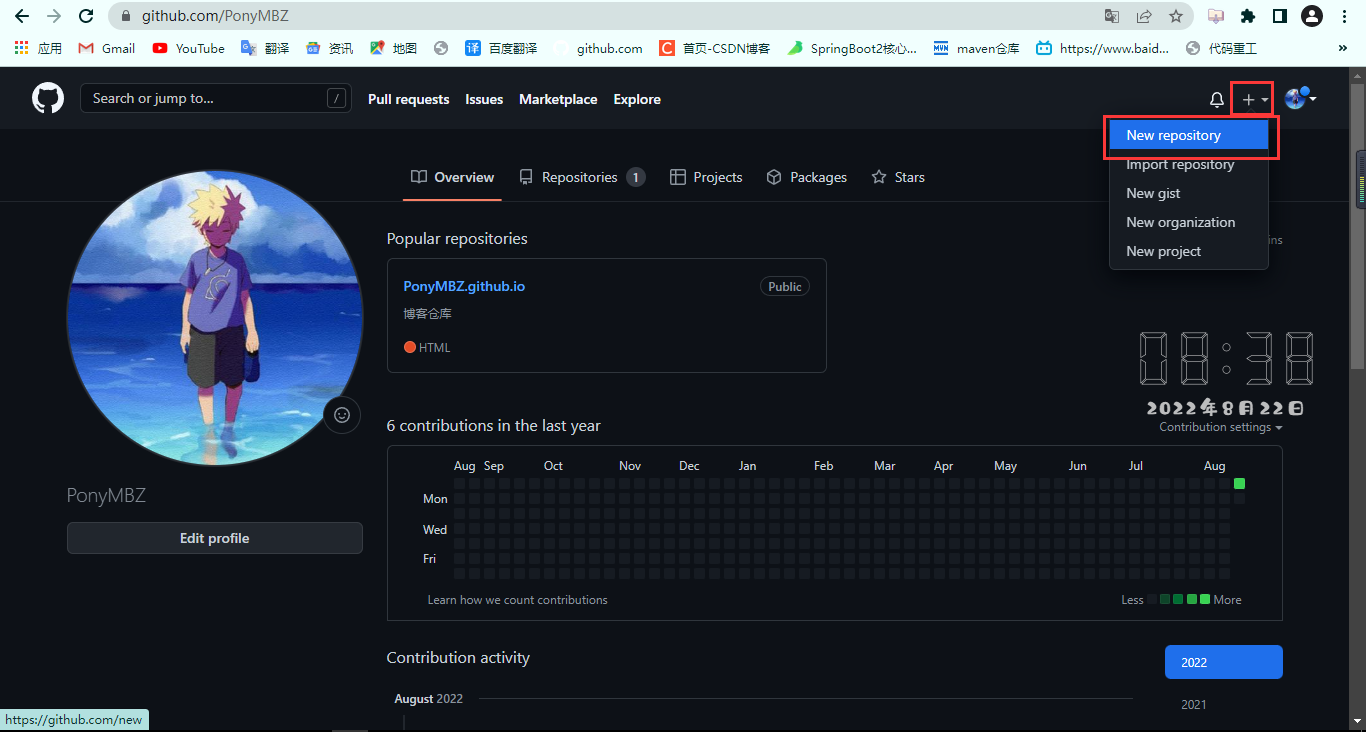 github.com/PonyMBZ
应用 Gmail YouTube 翻译 资讯 地图 译 百度翻译 github.com C 首页-CSDN博客 SpringBoot2核心,... MVN maven仓库 https://www.baid... 代码重工 »
Search or jump to... / Pull requests Issues Marketplace Explore
New repository
Import repository
New gist
New organization
New project
Overview Repositories 1 Projects Packages Stars
Popular repositories
ins
PonyMBZ.github.io Public
博客仓库
HTML
08:38
2022年8月22日
Contribution settings
6 contributions in the last year
Aug Sep Oct Nov Dec Jan Feb Mar Apr May Jun Jul Aug
Mon
Wed
Fri
Learn how we count contributions Less More
PonyMBZ
Edit profile
Contribution activity
2022
2021
August 2022
https://github.com/new